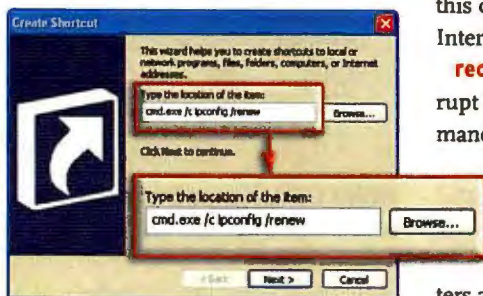 Create Shortcut
This wizard helps you to create shortcuts to local or
network programs, files, folders, computers, or Internet
addresses.
Type the location of the item:
cmd.exe /c ipconfig /renew
Browse...
Click Next to continue.
Type the location of the item:
cmd.exe /c ipconfig /renew
Browse...
< Back
Next >
Cancel
this c
Inter
rec
rupt
mand
ters a